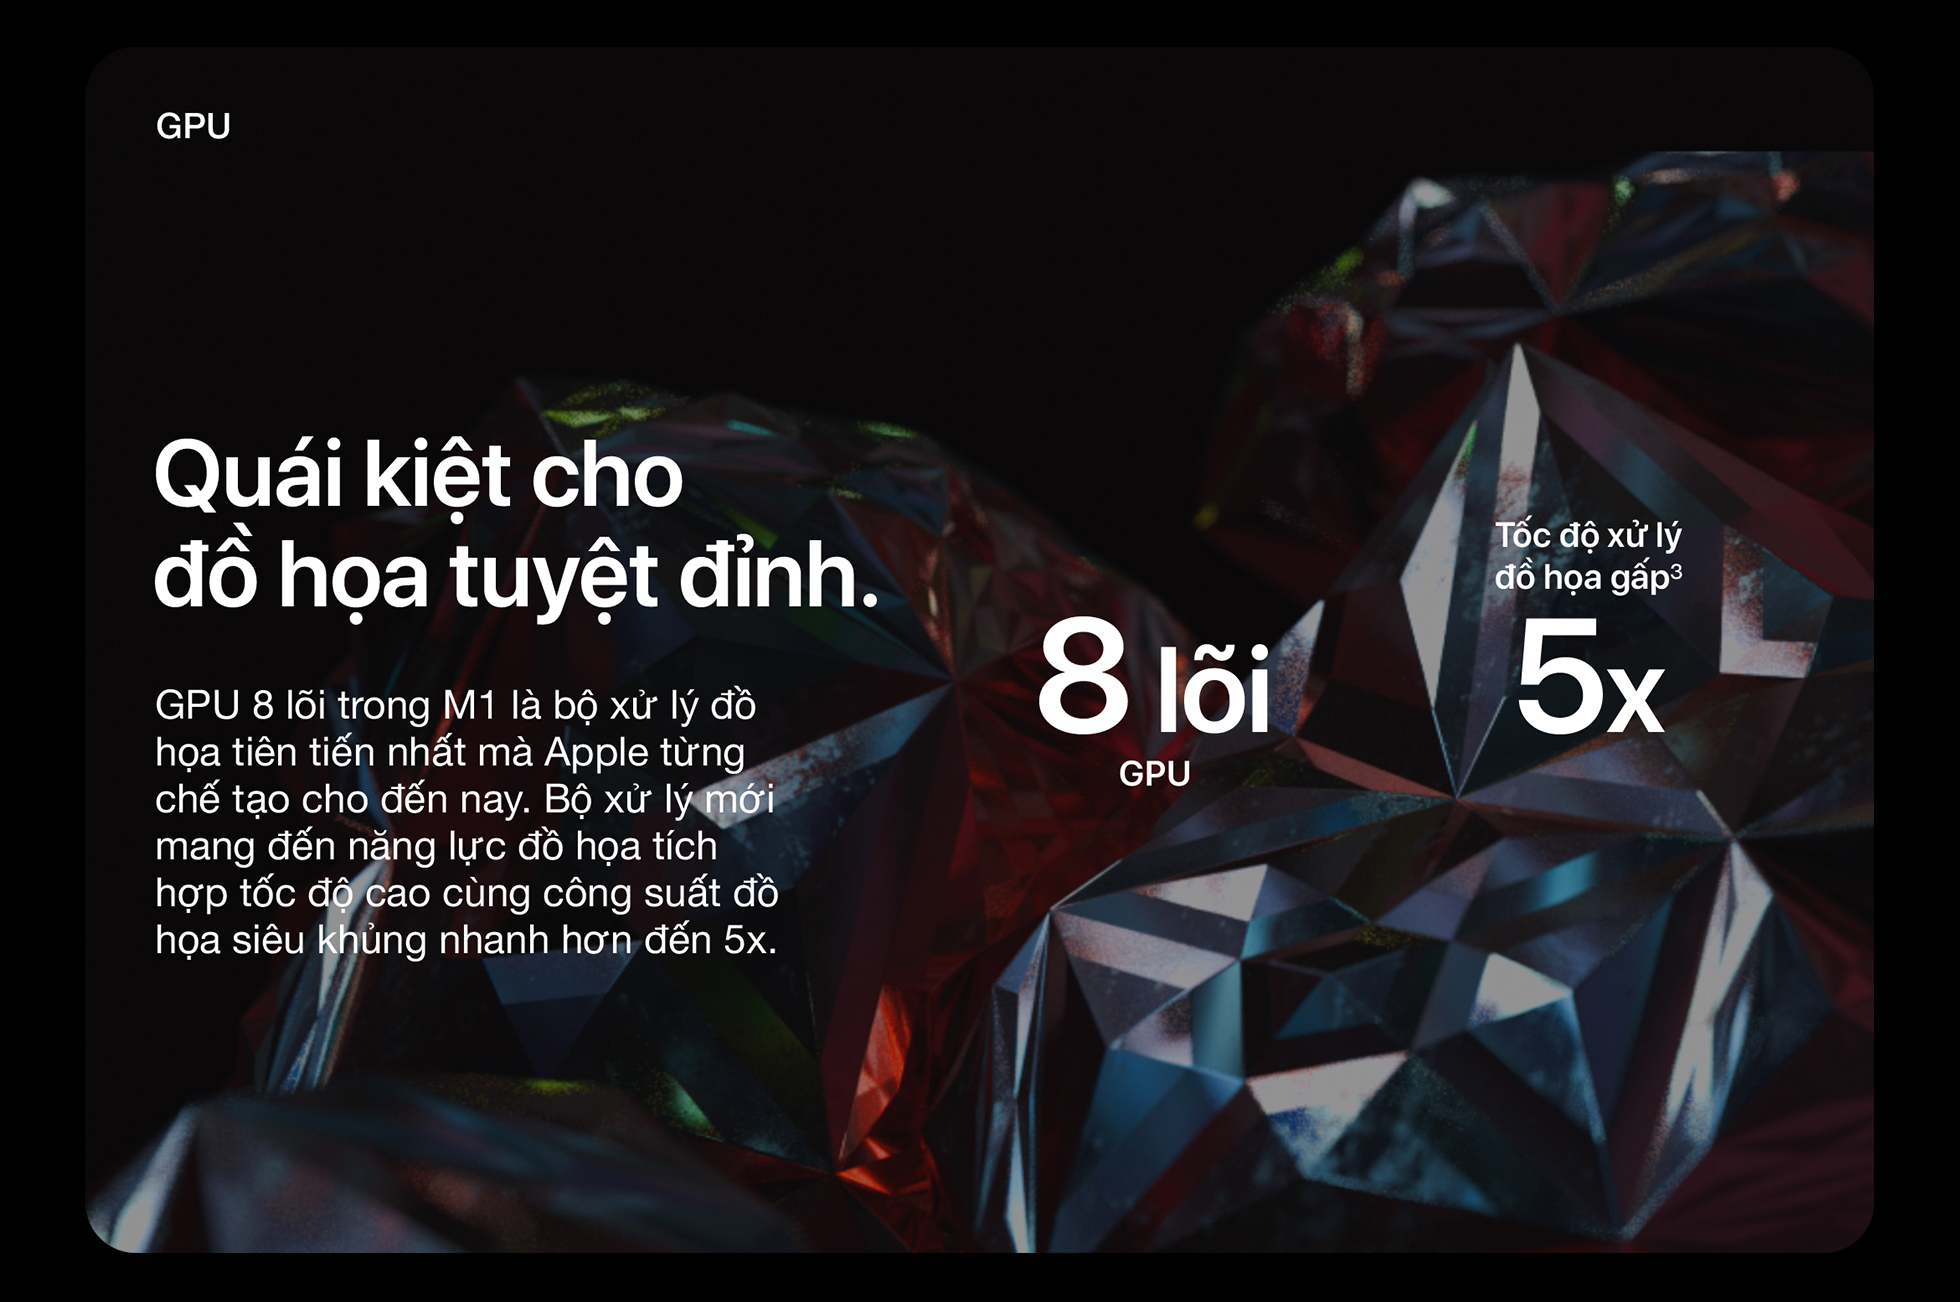 GPU
Quái kiệt cho
đồ họa tuyệt đỉnh.
GPU 8 lõi trong M1 là bộ xử lý đồ
họa tiên tiến nhất mà Apple từng
chế tạo cho đến nay. Bộ xử lý mới
mang đến năng lực đồ họa tích
hợp tốc độ cao cùng công suất đồ
họa siêu khủng nhanh hơn đến 5x.
8 lõi
GPU
Tốc độ xử lý
đồ họa gấp³
5x